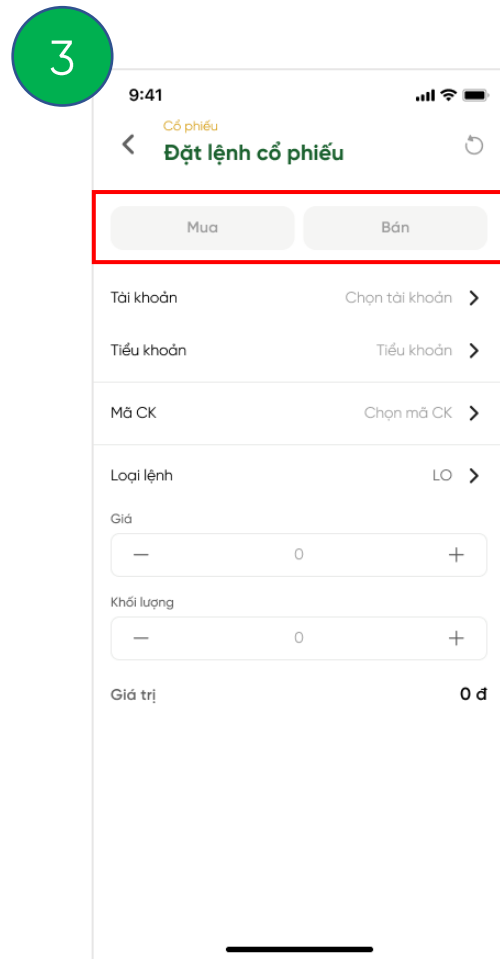 3
9:41
Cổ phiếu
Đặt lệnh cổ phiếu
Mua Bán
Tài khoản Chọn tài khoản
Tiểu khoản Tiểu khoản
Mã CK Chọn mã CK
Loại lệnh LO
Giá
— 0 +
Khối lượng
— 0 +
Giá trị 0 đ